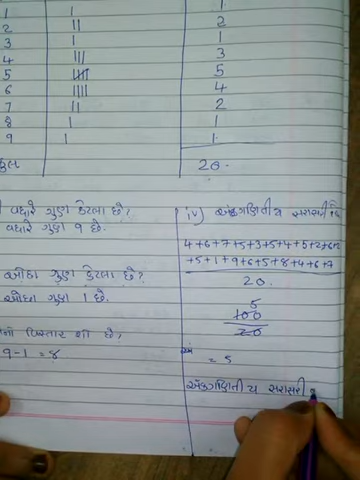 1 | 1
2 || 2
3 | 1
4 ||| 3
5 |||| 5
6 |||| 4
7 || 2
8 | 1
9 | 1
કુલ 20.
વધારે ગુણ કેટલા છે?
વધારે ગુણ 9 છે.
ઓછા ગુણ કેટલા છે?
ઓછા ગુણ 1 છે.
વિસ્તાર શો છે,
9-1 = 8
iv) અંકગણિતીય સરાસરી
4+6+7+5+3+5+4+5+2+6+2
+5+1+9+6+5+8+4+6+7
20.
5
100
20
= 5
અંકગણિતીય સરાસરી